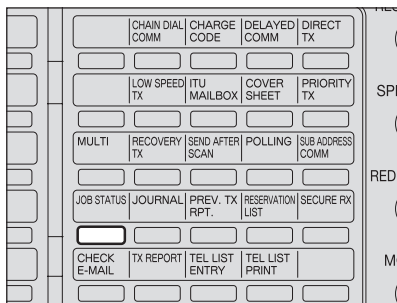 CHAIN DIAL CHARGE DELAYED DIRECT
COMM CODE COMM TX
LOW SPEED ITU COVER PRIORITY
TX MAILBOX SHEET TX
SPE
MULTI RECOVERY SEND AFTER POLLING SUB ADDRESS
TX SCAN COMM
RED
JOB STATUS JOURNAL PREV. TX RESERVATION SECURE RX
RPT. LIST
CHECK TX REPORT TEL LIST TEL LIST
E-MAIL ENTRY PRINT